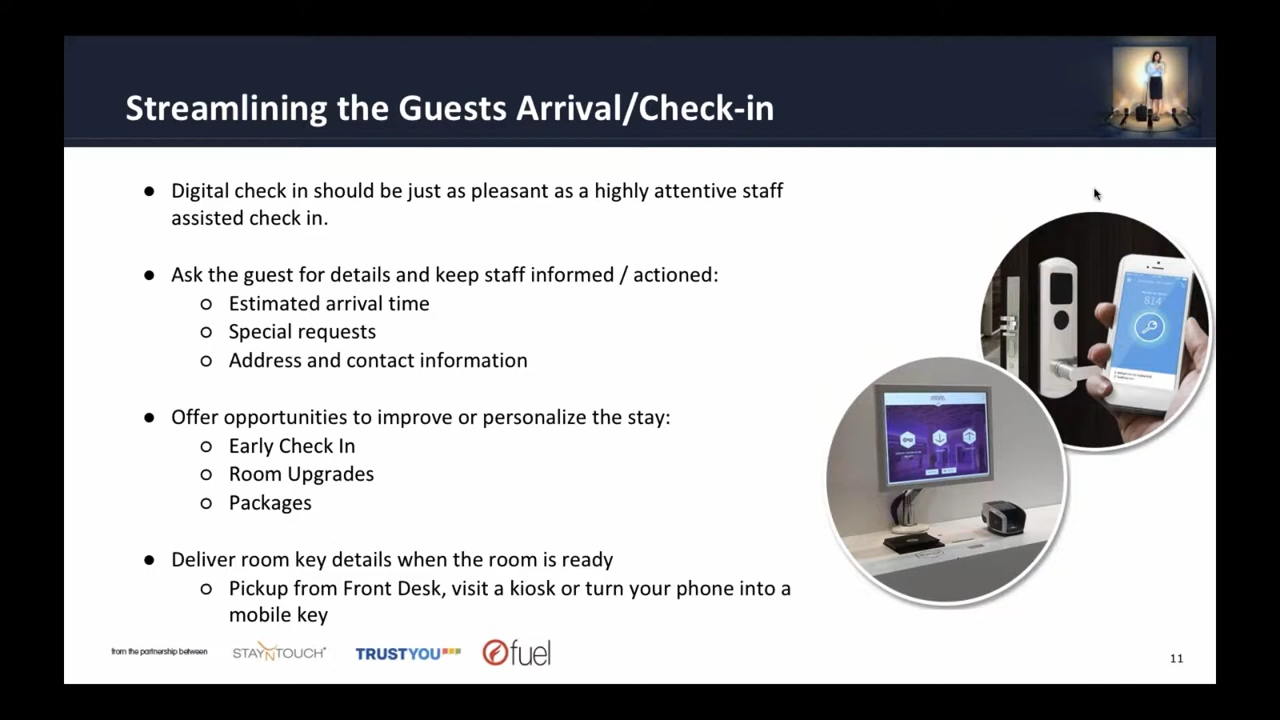 Streamlining the Guests Arrival/Check-in
● Digital check in should be just as pleasant as a highly attentive staff
assisted check in.
● Ask the guest for details and keep staff informed / actioned:
○ Estimated arrival time
○ Special requests
○ Address and contact information
814
● Offer opportunities to improve or personalize the stay:
○ Early Check In
○ Room Upgrades
○ Packages
● Deliver room key details when the room is ready
○ Pickup from Front Desk, visit a kiosk or turn your phone into a
mobile key
from the partnership between
STAYNTOUCH
TRUSTYOU
fuel
11